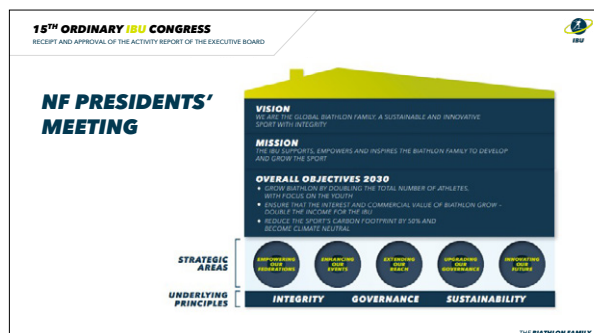 15TH ORDINARY IBU CONGRESS
RECEIPT AND APPROVAL OF THE ACTIVITY REPORT OF THE EXECUTIVE BOARD
IBU
NF PRESIDENTS'
MEETING
VISION
WE ARE THE GLOBAL BIATHLON FAMILY. A SUSTAINABLE AND INNOVATIVE
SPORT WITH INTEGRITY
MISSION
THE IBU SUPPORTS, EMPOWERS AND INSPIRES THE BIATHLON FAMILY TO DEVELOP
AND GROW THE SPORT
OVERALL OBJECTIVES 2030
GROW BIATHLON BY DOUBLING THE TOTAL NUMBER OF ATHLETES,
WITH FOCUS ON THE YOUTH
ENSURE THAT THE INTEREST AND COMMERCIAL VALUE OF BIATHLON GROW –
DOUBLE THE INCOME FOR THE IBU
REDUCE THE SPORT'S CARBON FOOTPRINT BY 50% AND
BECOME CLIMATE NEUTRAL
STRATEGIC
AREAS
EMPOWERING
OUR
FEDERATIONS
ENHANCING
OUR
EVENTS
EXTENDING
OUR
REACH
UPGRADING
OUR
GOVERNANCE
INNOVATING
OUR
FUTURE
UNDERLYING
PRINCIPLES
INTEGRITY GOVERNANCE SUSTAINABILITY
THE BIATHLON FAMILY